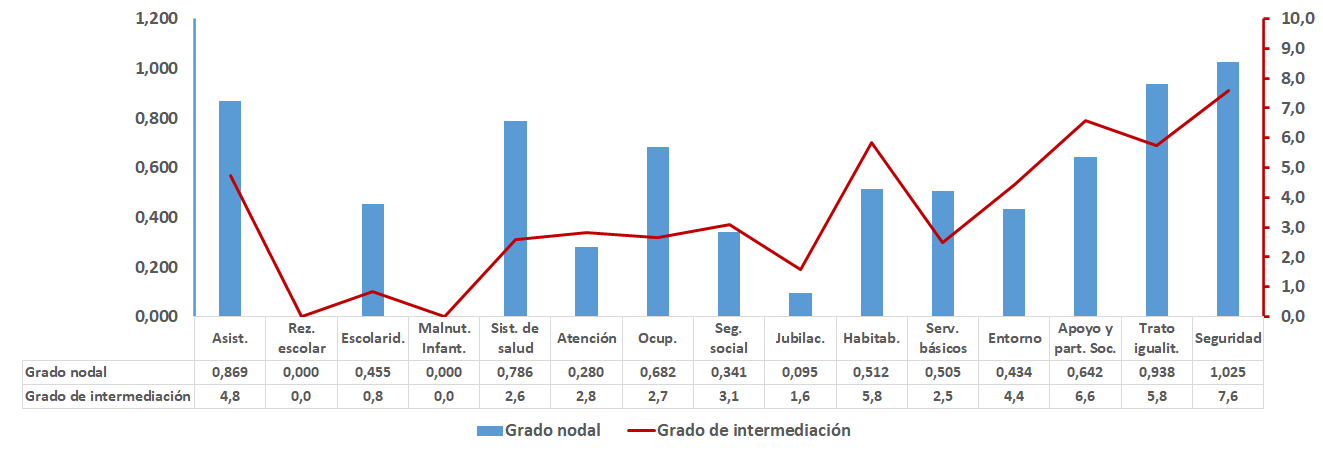 1,200
1,000
0,800
0,600
0,400
0,200
0,000
10,0
9,0
8,0
7,0
6,0
5,0
4,0
3,0
2,0
1,0
0,0
Asist.
Rez.
escolar
Escolarid.
Malnut.
Infant.
Sist. de
salud
Atención
Ocup.
Seg.
social
Jubilac.
Habitab.
Serv.
básicos
Entorno
Apoyo y
part. Soc.
Trato
igualit.
Seguridad
Grado nodal 0,869 0,000 0,455 0,000 0,786 0,280 0,682 0,341 0,095 0,512 0,505 0,434 0,642 0,938 1,025
Grado de intermediación 4,8 0,0 0,8 0,0 2,6 2,8 2,7 3,1 1,6 5,8 2,5 4,4 6,6 5,8 7,6
Grado nodal Grado de intermediación